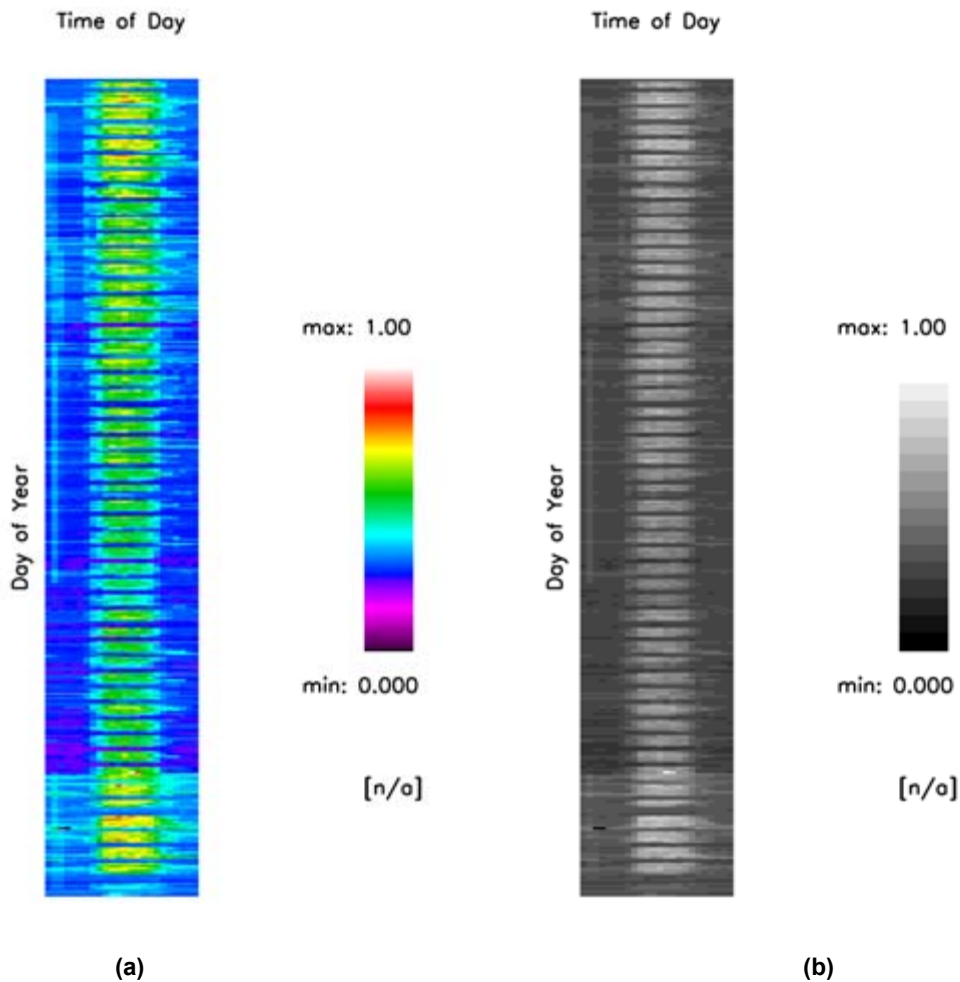 Time of Day
Time of Day
max: 1.00
max: 1.00
Day of Year
Day of Year
min: 0.000
min: 0.000
[n/a]
[n/a]
(a)
(b)